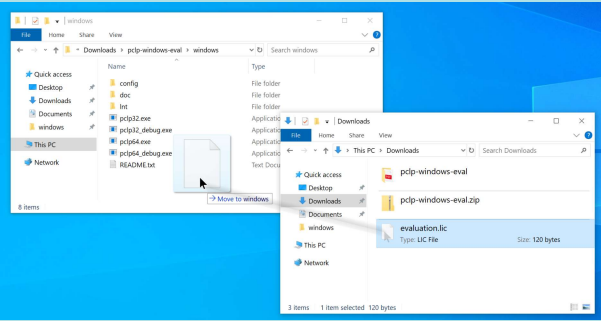 windows
File Home Share View
Downloads › pclp-windows-eval › windows
Search windows
Name Type
Quick access
Desktop
Downloads
Documents
windows
This PC
Network
config File folder
doc File folder
lnt File folder
pclp32.exe Applicatio
pclp32_debug.exe Applicatio
pclp64.exe Applicatio
pclp64_debug.exe Applicatio
README.txt Text Docu
Move to windows
8 items
Downloads
File Home Share View
This PC › Downloads
Search Downloads
Quick access
Desktop
Downloads
Documents
windows
This PC
Network
pclp-windows-eval
pclp-windows-eval.zip
evaluation.lic
Type: LIC File Size: 120 bytes
3 items 1 item selected 120 bytes